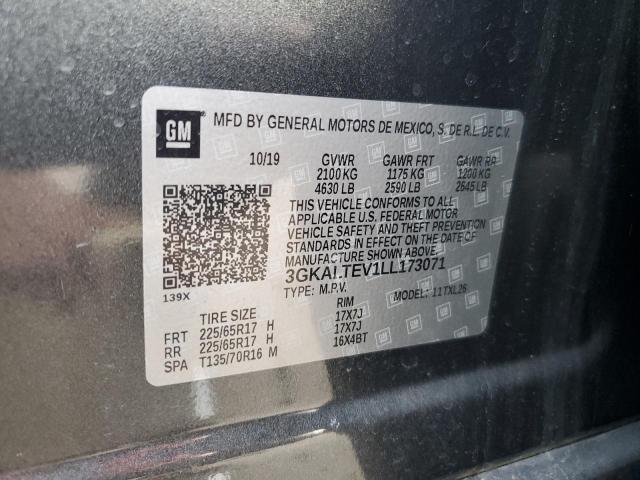 GM
MFD BY GENERAL MOTORS DE MEXICO, S. DE R.L. DE C.V.
10/19 GVWR GAWR FRT GAWR RR
2100 KG 1175 KG 1200 KG
4630 LB 2590 LB 2645 LB
THIS VEHICLE CONFORMS TO ALL
APPLICABLE U.S. FEDERAL MOTOR
VEHICLE SAFETY AND THEFT PREVENTION
STANDARDS IN EFFECT ON THE DATE OF
MANUFACTURE SHOWN ABOVE.
3GKALTEV1LL173071
TYPE: M.P.V. MODEL: 11TXL26
139X
TIRE SIZE RIM
FRT 225/65R17 H 17X7J
RR 225/65R17 H 17X7J
SPA T135/70R16 M 16X4BT